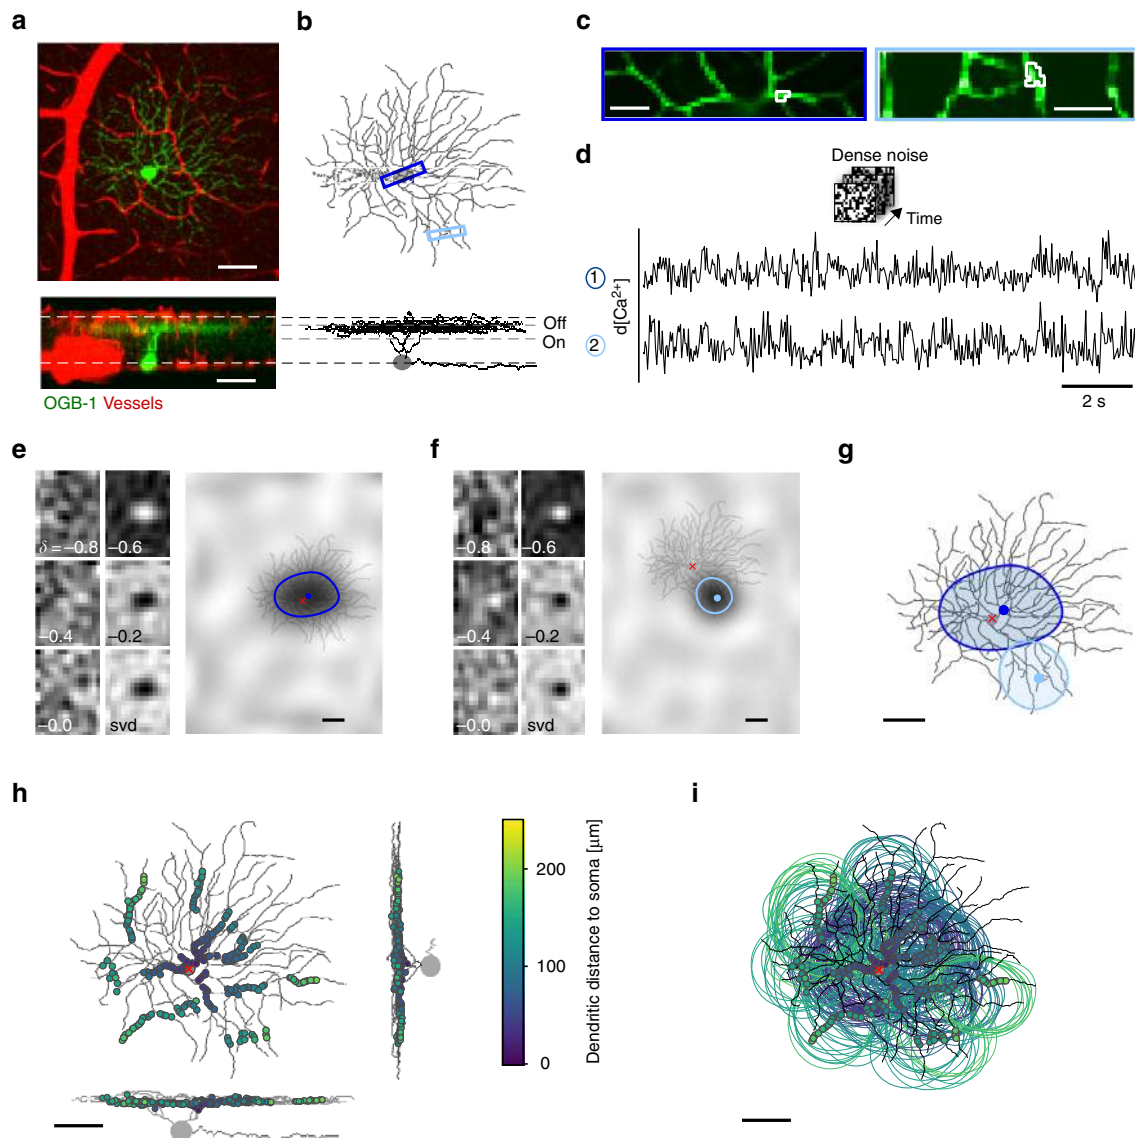 a
b
c
OGB-1 Vessels
Off
On
d
Dense noise
Time
1
2
d[Ca²⁺]
2 s
e
δ = −0.8
−0.6
−0.4
−0.2
−0.0
svd
f
−0.8
−0.6
−0.4
−0.2
−0.0
svd
g
h
200
100
0
Dendritic distance to soma [μm]
i